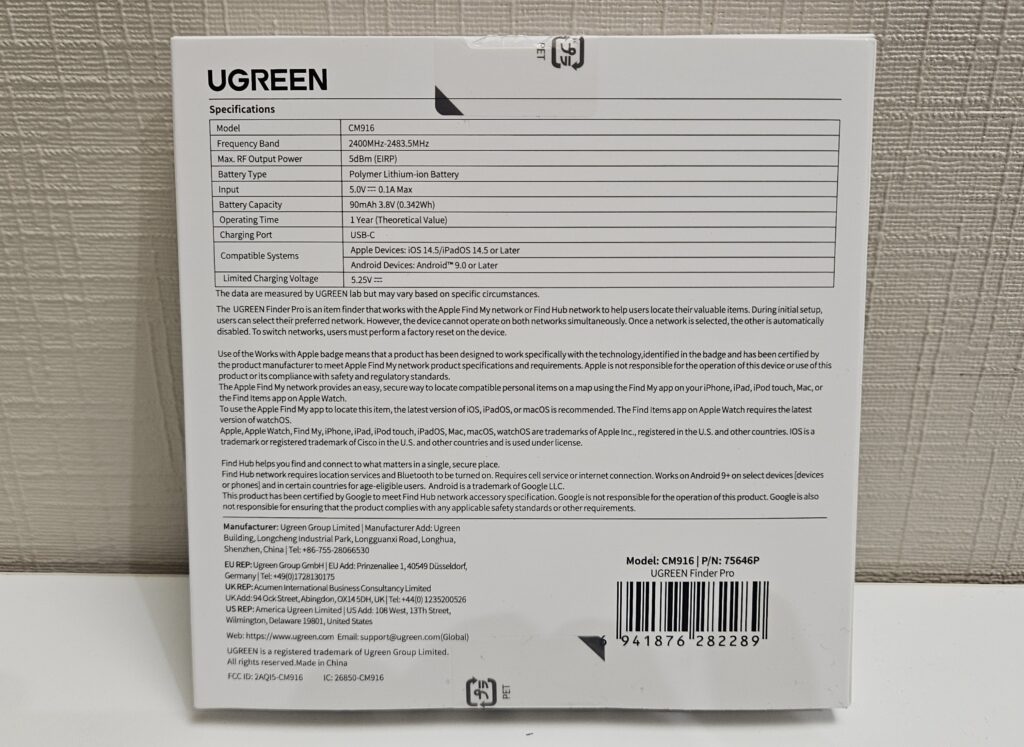 プラ
PET
UGREEN
Specifications
Model CM916
Frequency Band 2400MHz-2483.5MHz
Max. RF Output Power 5dBm (EIRP)
Battery Type Polymer Lithium-ion Battery
Input 5.0V⎓ 0.1A Max
Battery Capacity 90mAh 3.8V (0.342Wh)
Operating Time 1 Year (Theoretical Value)
Charging Port USB-C
Compatible Systems Apple Devices: iOS 14.5/iPadOS 14.5 or Later
Android Devices: Android™ 9.0 or Later
Limited Charging Voltage 5.25V⎓
The data are measured by UGREEN lab but may vary based on specific circumstances.
The UGREEN Finder Pro is an item finder that works with the Apple Find My network or Find Hub network to help users locate their valuable items. During initial setup,
users can select their preferred network. However, the device cannot operate on both networks simultaneously. Once a network is selected, the other is automatically
disabled. To switch networks, users must perform a factory reset on the device.
Use of the Works with Apple badge means that a product has been designed to work specifically with the technology,identified in the badge and has been certified by
the product manufacturer to meet Apple Find My network product specifications and requirements. Apple is not responsible for the operation of this device or use of this
product or its compliance with safety and regulatory standards.
The Apple Find My network provides an easy, secure way to locate compatible personal items on a map using the Find My app on your iPhone, iPad, iPod touch, Mac, or
the Find Items app on Apple Watch.
To use the Apple Find My app to locate this item, the latest version of iOS, iPadOS, or macOS is recommended. The Find Items app on Apple Watch requires the latest
version of watchOS.
Apple, Apple Watch, Find My, iPhone, iPad, iPod touch, iPadOS, Mac, macOS, watchOS are trademarks of Apple Inc., registered in the U.S. and other countries. IOS is a
trademark or registered trademark of Cisco in the U.S. and other countries and is used under license.
Find Hub helps you find and connect to what matters in a single, secure place.
Find Hub network requires location services and Bluetooth to be turned on. Requires cell service or internet connection. Works on Android 9+ on select devices [devices
or phones] and in certain countries for age-eligible users. Android is a trademark of Google LLC.
This product has been certified by Google to meet Find Hub network accessory specification. Google is not responsible for the operation of this product. Google is also
not responsible for ensuring that the product complies with any applicable safety standards or other requirements.
Manufacturer: Ugreen Group Limited | Manufacturer Add: Ugreen
Building, Longcheng Industrial Park, Longguanxi Road, Longhua,
Shenzhen, China | Tel: +86-755-28066530
EU REP: Ugreen Group GmbH | EU Add: Prinzenallee 1, 40549 Düsseldorf,
Germany | Tel: +49(0)1728130175
UK REP: Acumen International Business Consultancy Limited
UK Add: 94 Ock Street, Abingdon, OX14 5DH, UK | Tel: +44(0) 1235200526
US REP: America Ugreen Limited | US Add: 108 West, 13Th Street,
Wilmington, Delaware 19801, United States
Web: https://www.ugreen.com Email: support@ugreen.com(Global)
UGREEN is a registered trademark of Ugreen Group Limited.
All rights reserved.Made in China
FCC ID: 2AQI5-CM916 IC: 26850-CM916
Model: CM916 | P/N: 75646P
UGREEN Finder Pro
6 941876 282289
プラ
PET